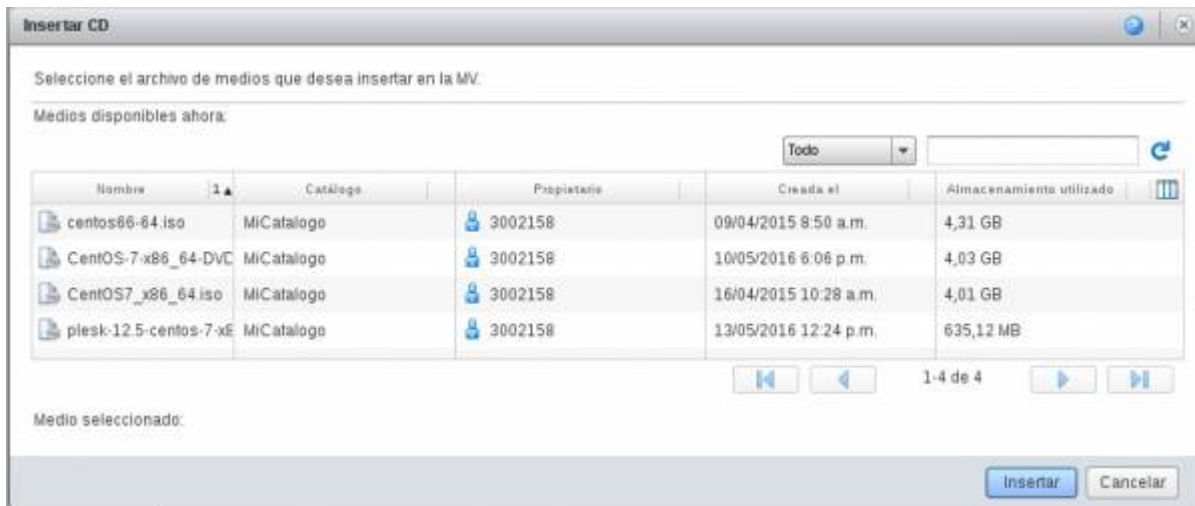 Insertar CD
Seleccione el archivo de medios que desea insertar en la MV.
Medios disponibles ahora:
Todo
Nombre 1 Catálogo Propietario Creada el Almacenamiento utilizado
centos66-64.iso MiCatalogo 3002158 09/04/2015 8:50 a.m. 4,31 GB
CentOS-7-x86_64-DVD MiCatalogo 3002158 10/05/2016 6:06 p.m. 4,03 GB
CentOS7_x86_64.iso MiCatalogo 3002158 16/04/2015 10:28 a.m. 4,01 GB
plesk-12.5-centos-7-x8 MiCatalogo 3002158 13/05/2016 12:24 p.m. 635,12 MB
1-4 de 4
Medio seleccionado:
Insertar Cancelar